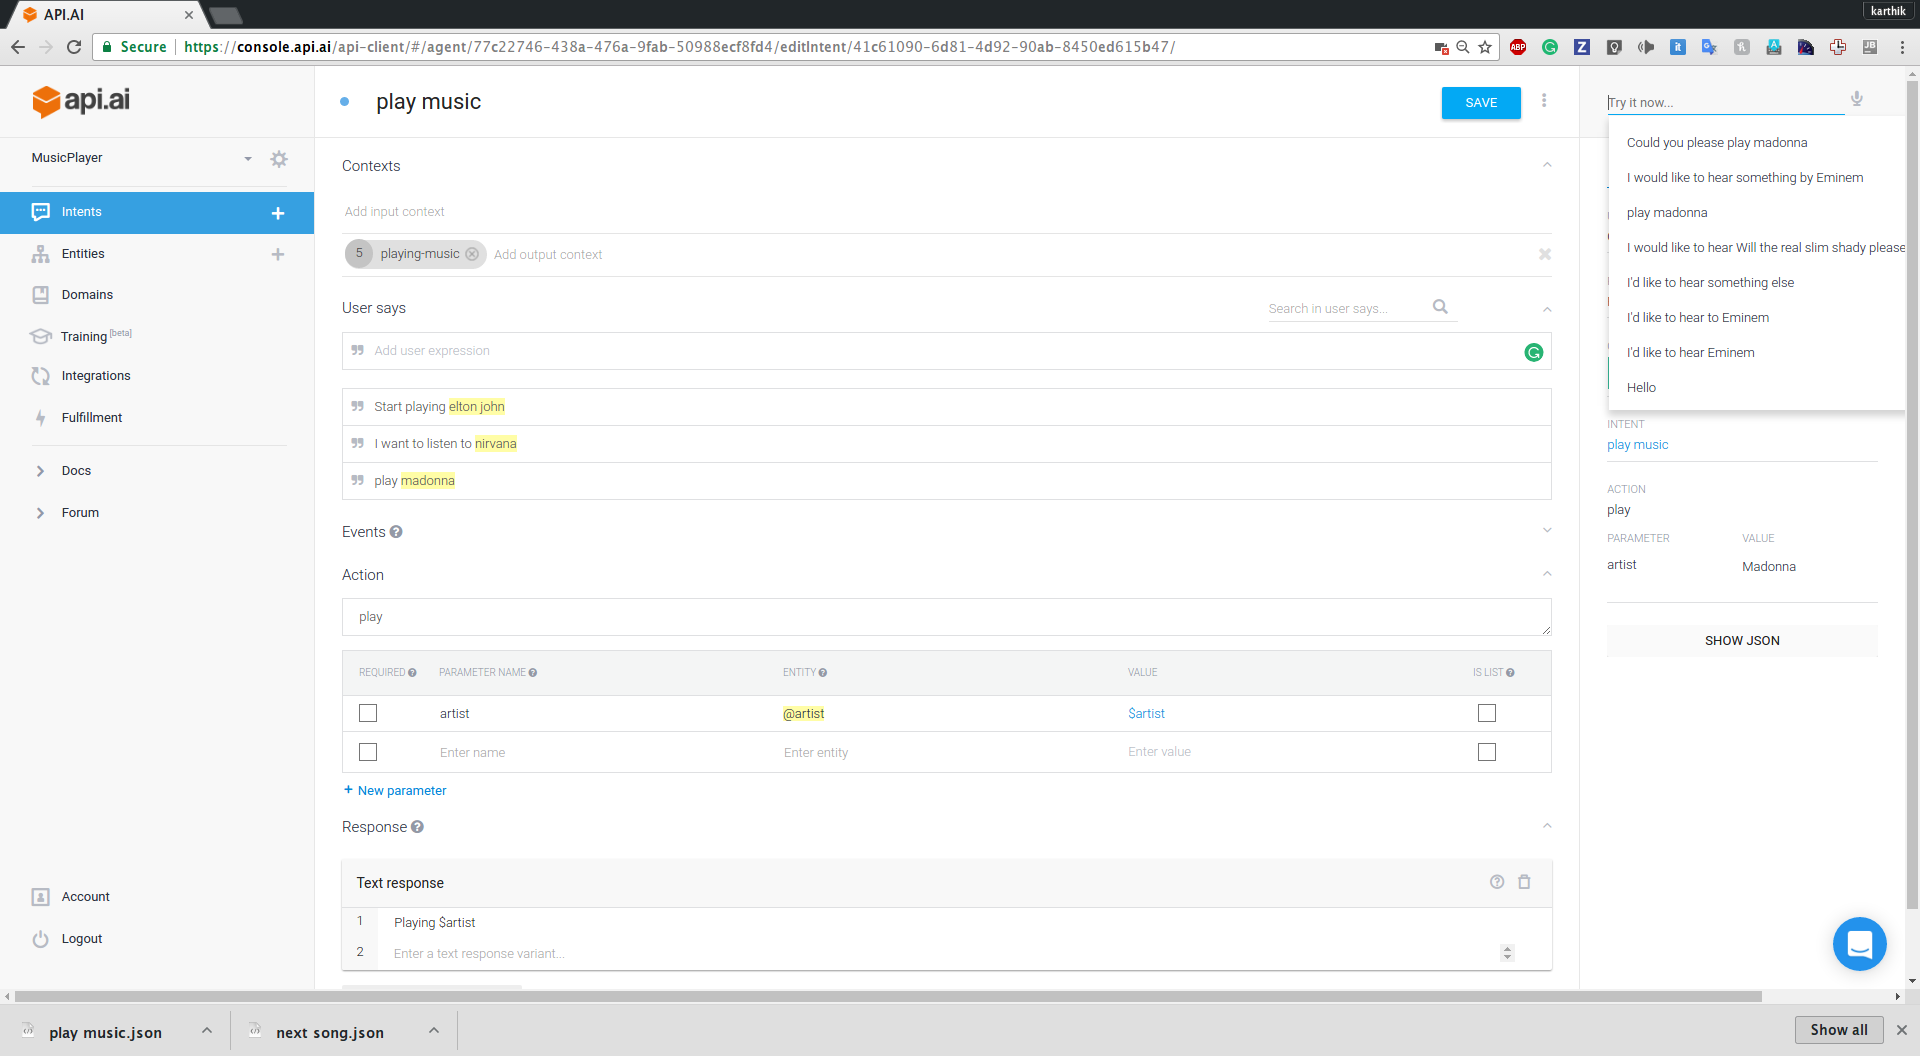 API.AI
karthik
Secure https://console.api.ai/api-client/#/agent/77c22746-438a-476a-9fab-50988ecf8fd4/editIntent/41c61090-6d81-4d92-90ab-8450ed615b47/
ABP
Z
it
A
JB
api.ai
MusicPlayer
Intents +
Entities +
Domains
Training [beta]
Integrations
Fulfillment
Docs
Forum
Account
Logout
play music
SAVE
Contexts
Add input context
5 playing-music Add output context
User says
Search in user says...
Add user expression
Start playing elton john
I want to listen to nirvana
play madonna
Events
Action
play
REQUIRED PARAMETER NAME ENTITY VALUE IS LIST
artist @artist $artist
Enter name Enter entity Enter value
+ New parameter
Response
Text response
1 Playing $artist
2 Enter a text response variant...
Try it now...
Could you please play madonna
I would like to hear something by Eminem
play madonna
I would like to hear Will the real slim shady please
I'd like to hear something else
I'd like to hear to Eminem
I'd like to hear Eminem
Hello
INTENT
play music
ACTION
play
PARAMETER VALUE
artist Madonna
SHOW JSON
play music.json
next song.json
Show all